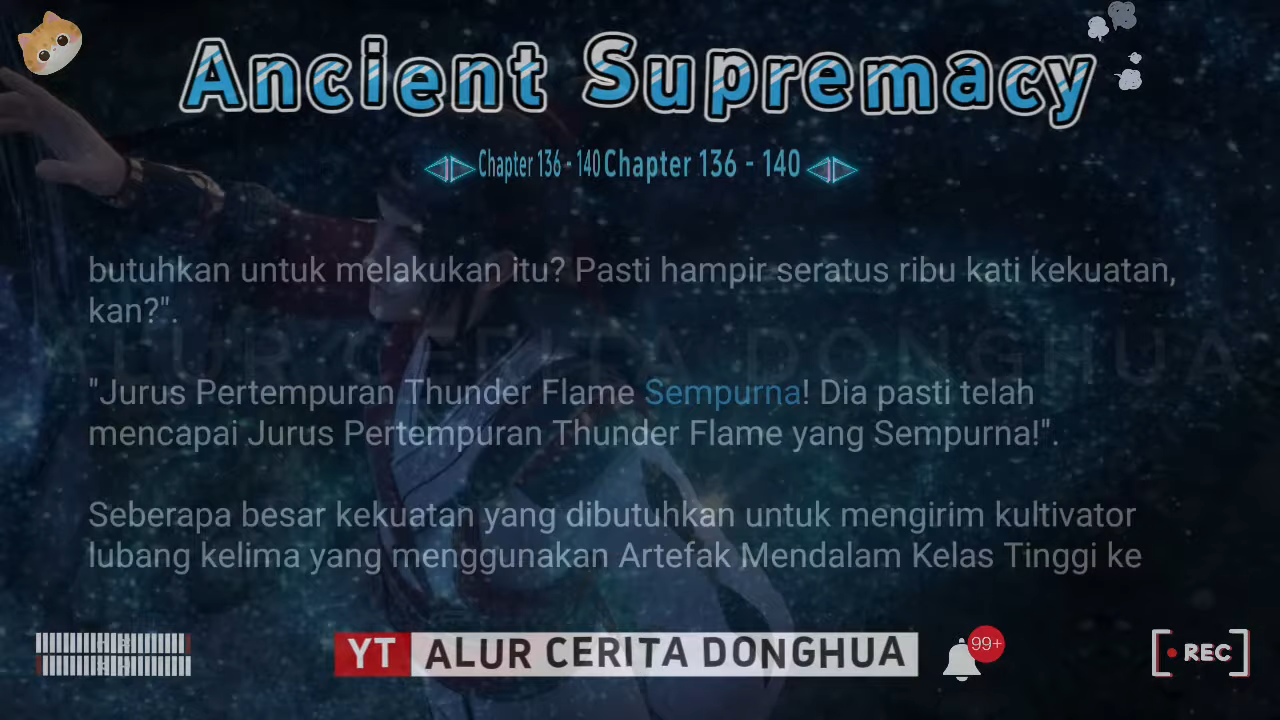 Ancient Supremacy
Chapter 136 - 140 Chapter 136 - 140
butuhkan untuk melakukan itu? Pasti hampir seratus ribu kati kekuatan,
kan?".
ALUR CERITA DONGHUA
"Jurus Pertempuran Thunder Flame Sempurna! Dia pasti telah
mencapai Jurus Pertempuran Thunder Flame yang Sempurna!".
Seberapa besar kekuatan yang dibutuhkan untuk mengirim kultivator
lubang kelima yang menggunakan Artefak Mendalam Kelas Tinggi ke
YT ALUR CERITA DONGHUA
99+
REC